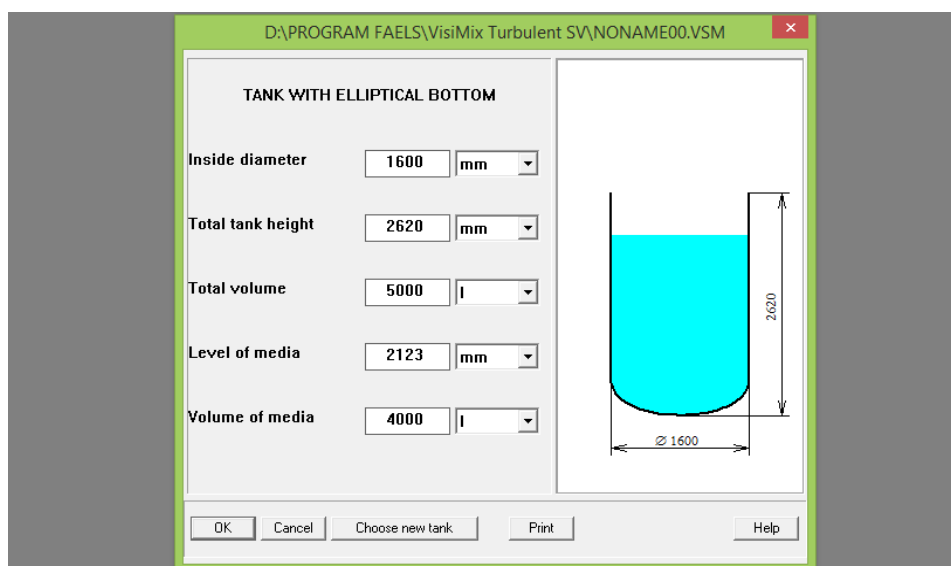 D:\PROGRAM FAELS\VisiMix Turbulent SV\NONAME00.VSM
TANK WITH ELLIPTICAL BOTTOM
Inside diameter 1600 mm
Total tank height 2620 mm
Total volume 5000 l
Level of media 2123 mm
Volume of media 4000 l
2620
Ø 1600
OK Cancel Choose new tank Print Help